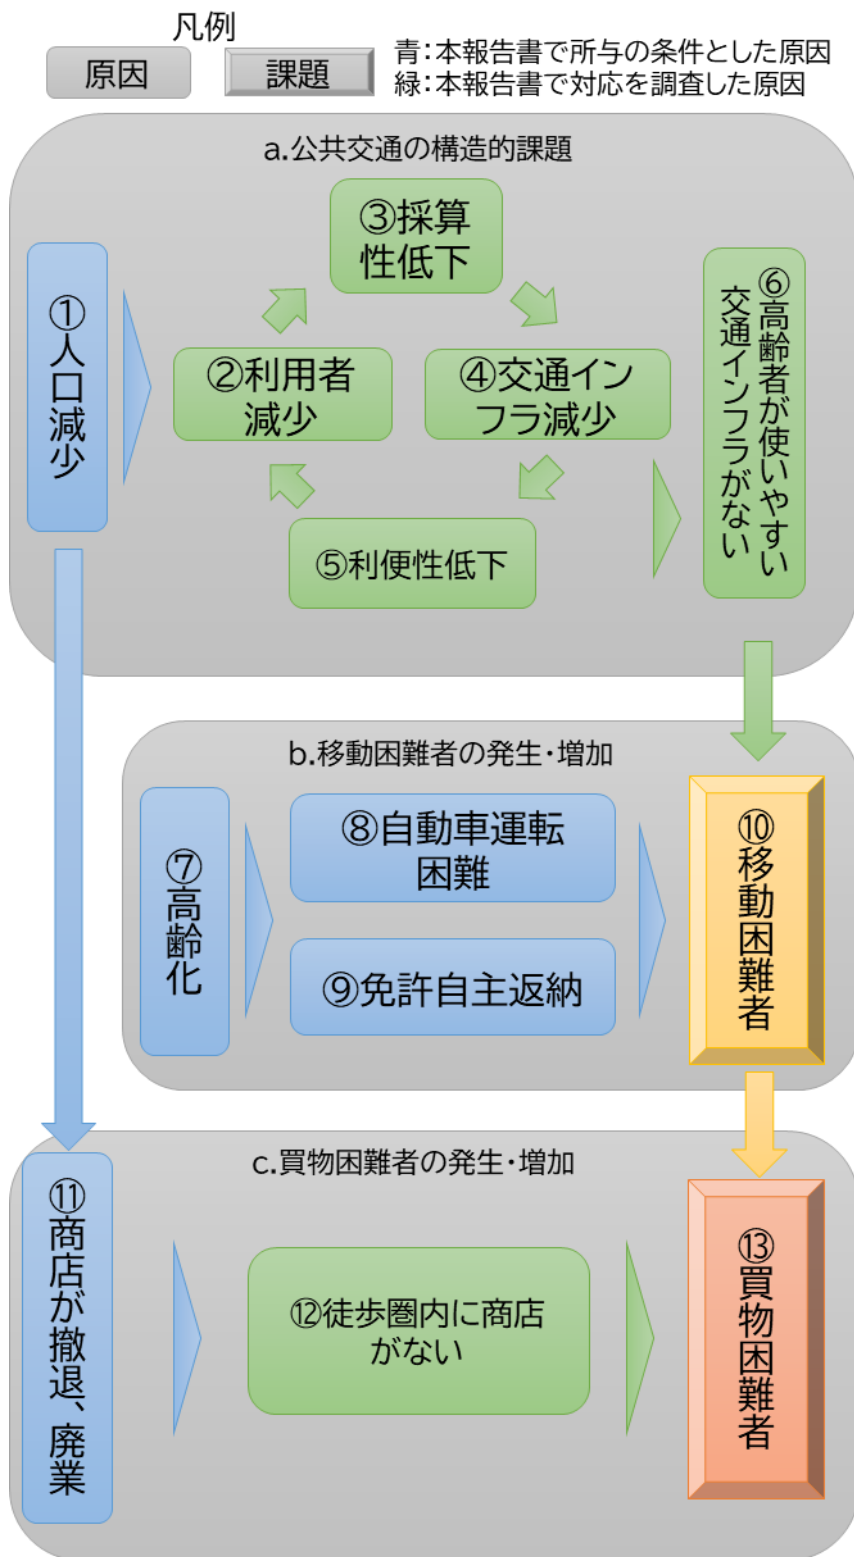 凡例
原因
課題
青：本報告書で所与の条件とした原因
緑：本報告書で対応を調査した原因
a.公共交通の構造的課題
①人口減少
③採算
性低下
②利用者
減少
④交通イン
フラ減少
⑤利便性低下
⑥高齢者が使いやすい
交通インフラがない
b.移動困難者の発生・増加
⑦高齢化
⑧自動車運転
困難
⑨免許自主返納
⑩移動困難者
c.買物困難者の発生・増加
⑪商店が撤退、廃業
⑫徒歩圏内に商店
がない
⑬買物困難者